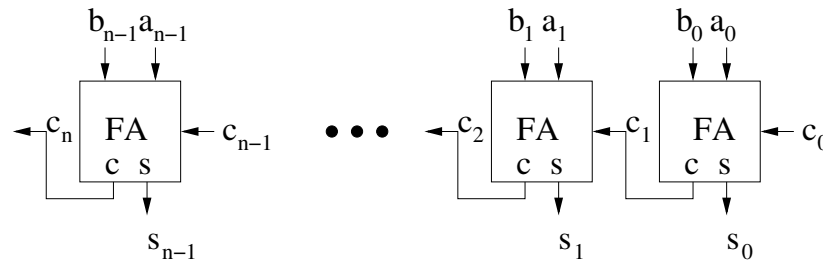 b_{n−1} a_{n−1} b_1 a_1 b_0 a_0
c_n FA c_{n−1} ••• c_2 FA c_1 FA c_0
c s c s c s
s_{n−1} s_1 s_0